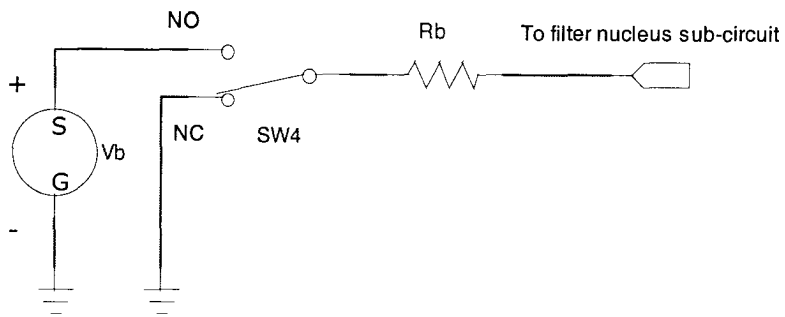 NO
Rb
To filter nucleus sub-circuit
+
S
Vb
NC
SW4
G
-